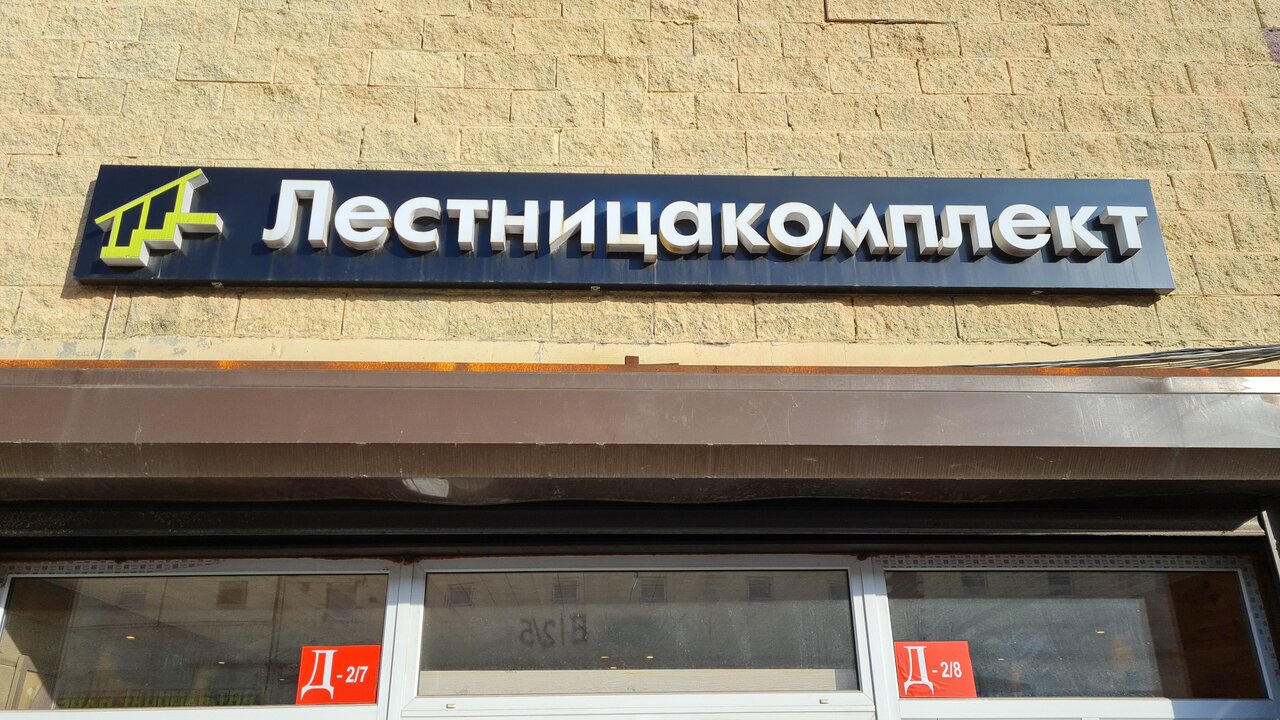 Лестницакомплект
Д - 2/7
Д - 2/8